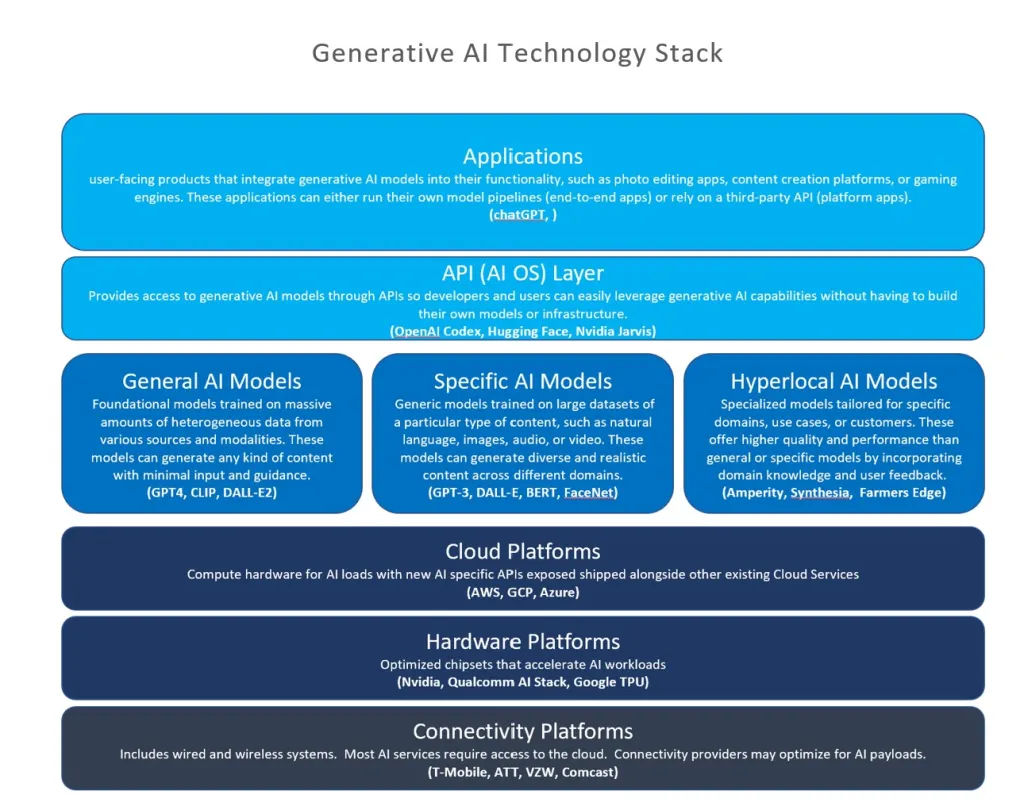 Generative AI Technology Stack
Applications
user-facing products that integrate generative AI models into their functionality, such as photo editing apps, content creation platforms, or gaming
engines. These applications can either run their own model pipelines (end-to-end apps) or rely on a third-party API (platform apps).
(chatGPT, )
API (AI OS) Layer
Provides access to generative AI models through APIs so developers and users can easily leverage generative AI capabilities without having to build
their own models or infrastructure.
(OpenAI Codex, Hugging Face, Nvidia Jarvis)
General AI Models
Foundational models trained on massive
amounts of heterogeneous data from
various sources and modalities. These
models can generate any kind of content
with minimal input and guidance.
(GPT4, CLIP, DALL-E2)
Specific AI Models
Generic models trained on large datasets of
a particular type of content, such as natural
language, images, audio, or video. These
models can generate diverse and realistic
content across different domains.
(GPT-3, DALL-E, BERT, FaceNet)
Hyperlocal AI Models
Specialized models tailored for specific
domains, use cases, or customers. These
offer higher quality and performance than
general or specific models by incorporating
domain knowledge and user feedback.
(Amperity, Synthesia,  Farmers Edge)
Cloud Platforms
Compute hardware for AI loads with new AI specific APIs exposed shipped alongside other existing Cloud Services
(AWS, GCP, Azure)
Hardware Platforms
Optimized chipsets that accelerate AI workloads
(Nvidia, Qualcomm AI Stack, Google TPU)
Connectivity Platforms
Includes wired and wireless systems.  Most AI services require access to the cloud.  Connectivity providers may optimize for AI payloads.
(T-Mobile, ATT, VZW, Comcast)